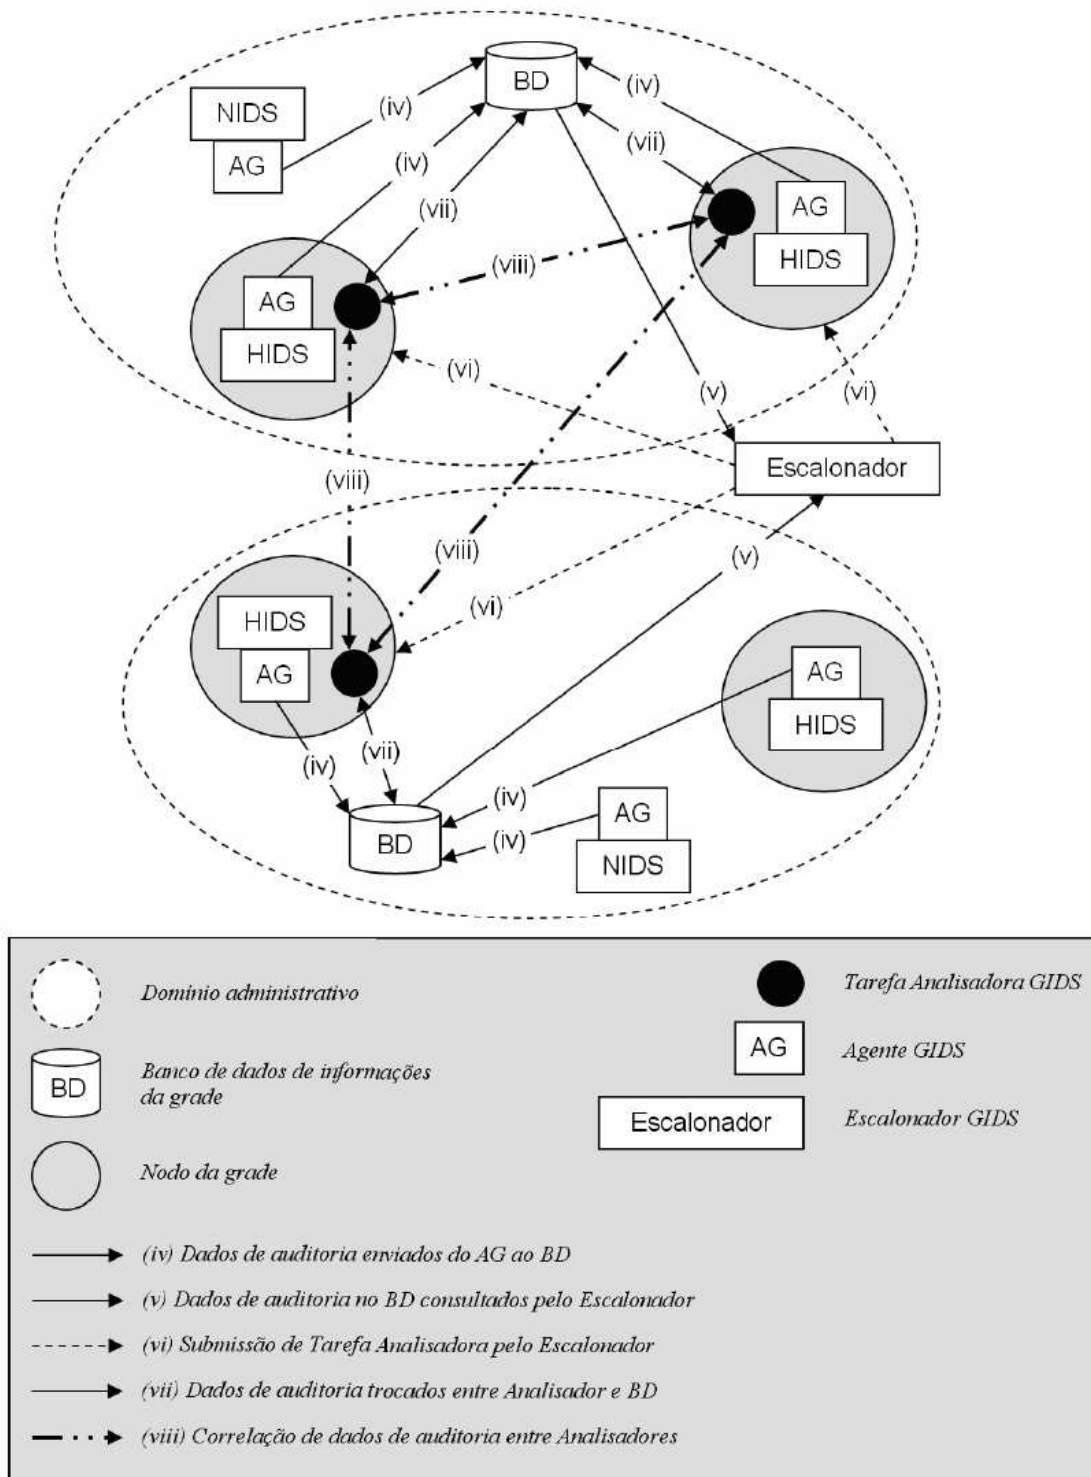 BD
(iv)
(iv)
NIDS
(iv)
(vii)
AG
AG
(vii)
HIDS
(viii)
AG
HIDS
(vi)
(v)
(vi)
Escalonador
(viii)
(viii)
(v)
HIDS
(vi)
AG
AG
HIDS
(vii)
(iv)
(iv)
AG
(iv)
BD
NIDS
Domínio administrativo
Tarefa Analisadora GIDS
BD
Banco de dados de informações
da grade
AG
Agente GIDS
Escalonador
Escalonador GIDS
Nodo da grade
(iv) Dados de auditoria enviados do AG ao BD
(v) Dados de auditoria no BD consultados pelo Escalonador
(vi) Submissão de Tarefa Analisadora pelo Escalonador
(vii) Dados de auditoria trocados entre Analisador e BD
(viii) Correlação de dados de auditoria entre Analisadores